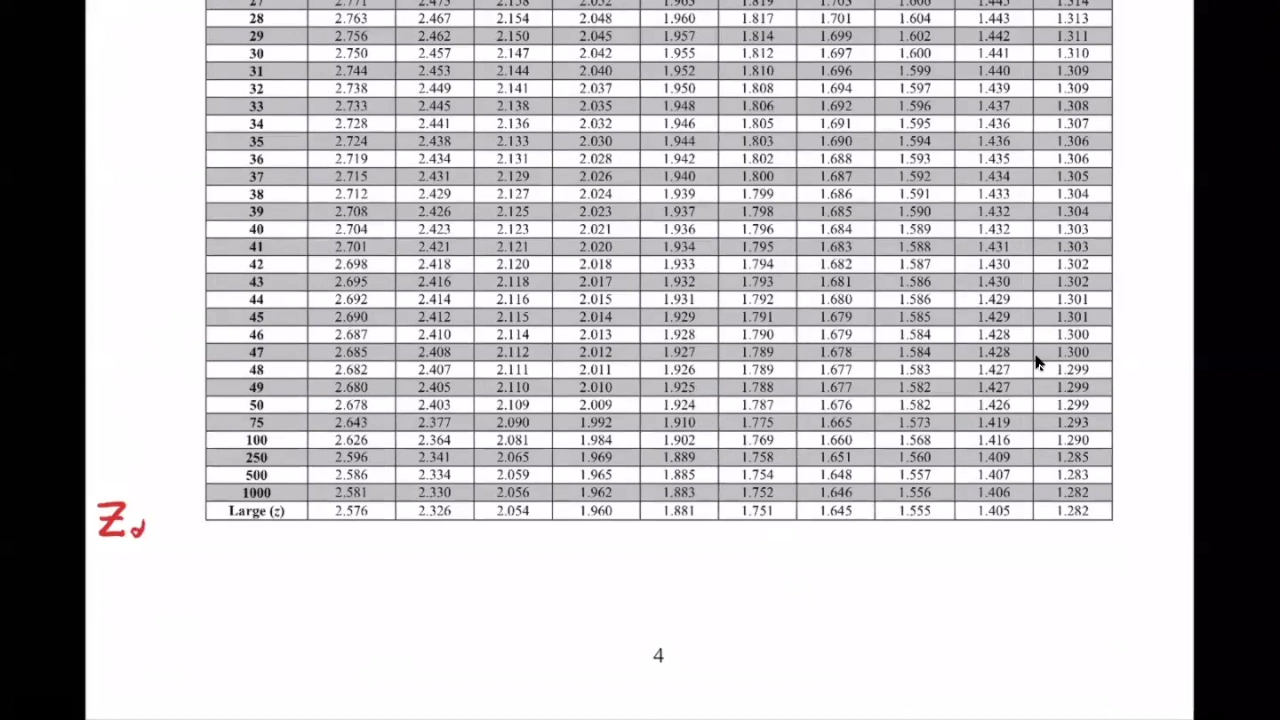 28 2.763 2.467 2.154 2.048 1.960 1.817 1.701 1.604 1.443 1.313
29 2.756 2.462 2.150 2.045 1.957 1.814 1.699 1.602 1.442 1.311
30 2.750 2.457 2.147 2.042 1.955 1.812 1.697 1.600 1.441 1.310
31 2.744 2.453 2.144 2.040 1.952 1.810 1.696 1.599 1.440 1.309
32 2.738 2.449 2.141 2.037 1.950 1.808 1.694 1.597 1.439 1.309
33 2.733 2.445 2.138 2.035 1.948 1.806 1.692 1.596 1.437 1.308
34 2.728 2.441 2.136 2.032 1.946 1.805 1.691 1.595 1.436 1.307
35 2.724 2.438 2.133 2.030 1.944 1.803 1.690 1.594 1.436 1.306
36 2.719 2.434 2.131 2.028 1.942 1.802 1.688 1.593 1.435 1.306
37 2.715 2.431 2.129 2.026 1.940 1.800 1.687 1.592 1.434 1.305
38 2.712 2.429 2.127 2.024 1.939 1.799 1.686 1.591 1.433 1.304
39 2.708 2.426 2.125 2.023 1.937 1.798 1.685 1.590 1.432 1.304
40 2.704 2.423 2.123 2.021 1.936 1.796 1.684 1.589 1.432 1.303
41 2.701 2.421 2.121 2.020 1.934 1.795 1.683 1.588 1.431 1.303
42 2.698 2.418 2.120 2.018 1.933 1.794 1.682 1.587 1.430 1.302
43 2.695 2.416 2.118 2.017 1.932 1.793 1.681 1.586 1.430 1.302
44 2.692 2.414 2.116 2.015 1.931 1.792 1.680 1.586 1.429 1.301
45 2.690 2.412 2.115 2.014 1.929 1.791 1.679 1.585 1.429 1.301
46 2.687 2.410 2.114 2.013 1.928 1.790 1.679 1.584 1.428 1.300
47 2.685 2.408 2.112 2.012 1.927 1.789 1.678 1.584 1.428 1.300
48 2.682 2.407 2.111 2.011 1.926 1.789 1.677 1.583 1.427 1.299
49 2.680 2.405 2.110 2.010 1.925 1.788 1.677 1.582 1.427 1.299
50 2.678 2.403 2.109 2.009 1.924 1.787 1.676 1.582 1.426 1.299
75 2.643 2.377 2.090 1.992 1.910 1.775 1.665 1.573 1.419 1.293
100 2.626 2.364 2.081 1.984 1.902 1.769 1.660 1.568 1.416 1.290
250 2.596 2.341 2.065 1.969 1.889 1.758 1.651 1.560 1.409 1.285
500 2.586 2.334 2.059 1.965 1.885 1.754 1.648 1.557 1.407 1.283
1000 2.581 2.330 2.056 1.962 1.883 1.752 1.646 1.556 1.406 1.282
Large (z) 2.576 2.326 2.054 1.960 1.881 1.751 1.645 1.555 1.405 1.282
Z
4